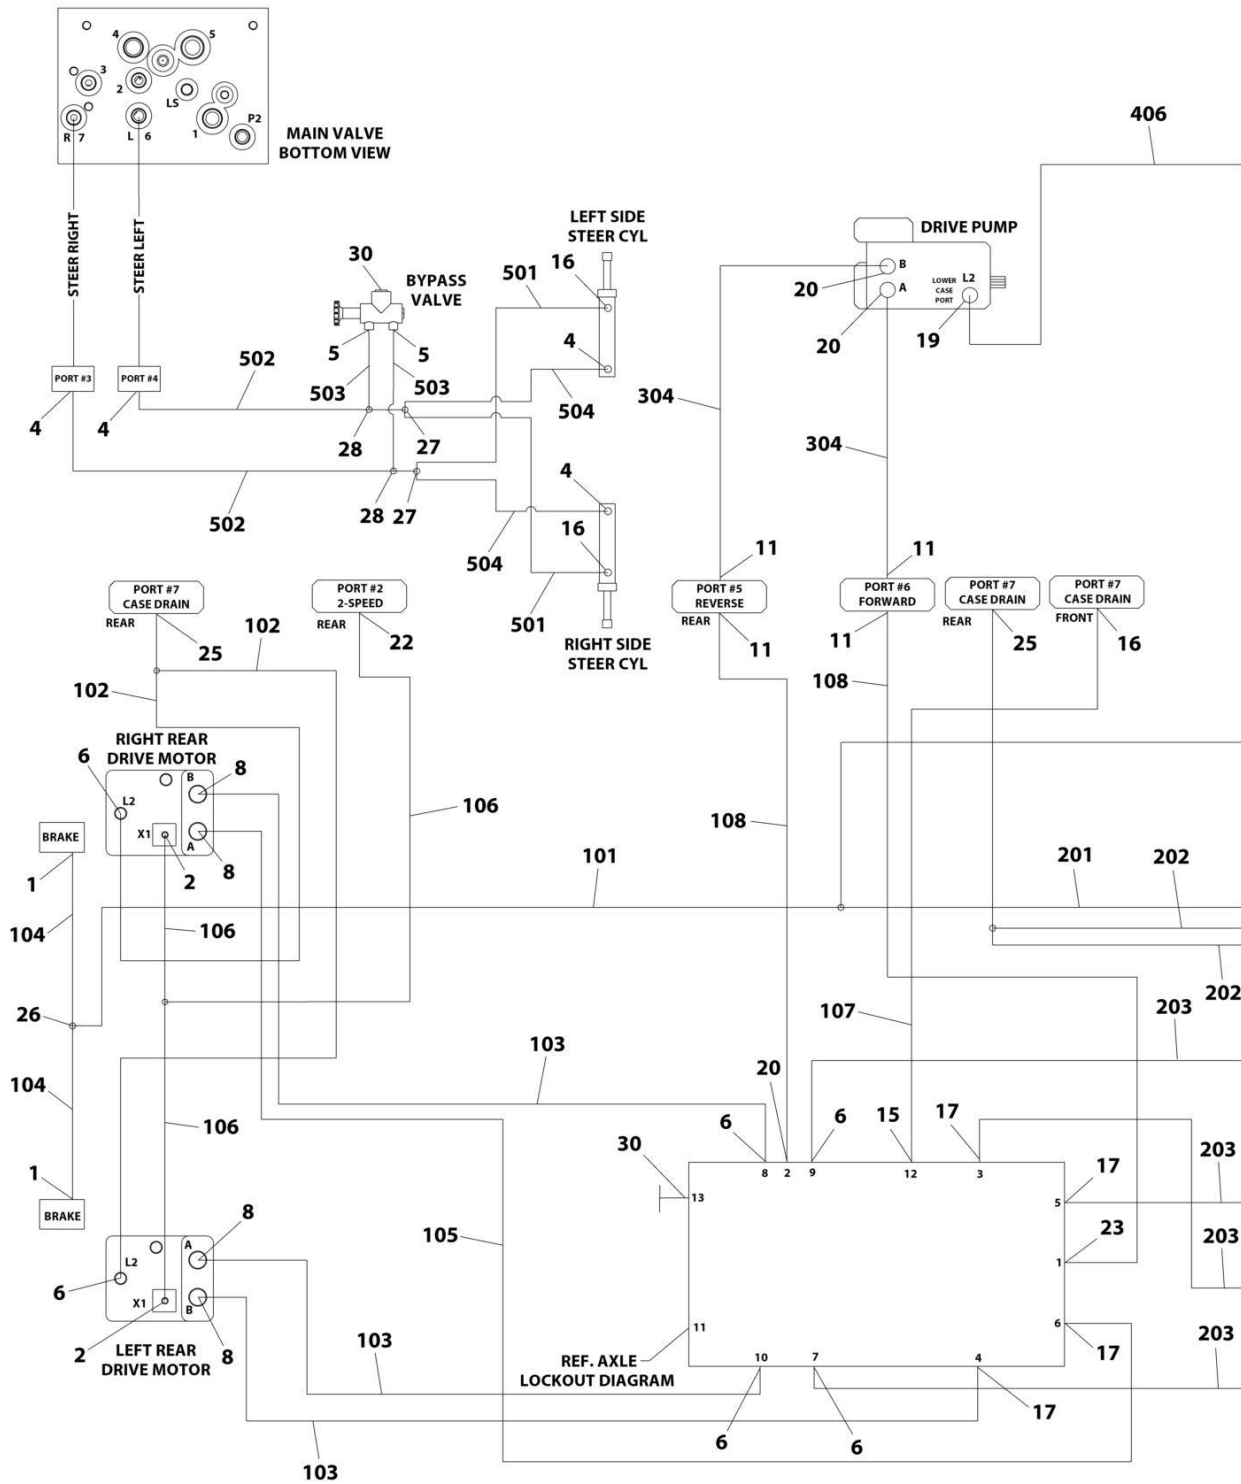 4
5
3
2
LS
R 7
L 6
1
P2
MAIN VALVE
BOTTOM VIEW
STEER RIGHT
STEER LEFT
PORT #3
PORT #4
4
4
502
502
30
BYPASS
VALVE
5
5
503
503
28
27
28
27
LEFT SIDE
STEER CYL
16
501
4
504
4
16
504
501
RIGHT SIDE
STEER CYL
406
DRIVE PUMP
B
A
LOWER
CASE
PORT
L2
20
20
19
304
304
11
11
PORT #5
REVERSE
REAR
11
PORT #6
FORWARD
11
PORT #7
CASE DRAIN
REAR
25
PORT #7
CASE DRAIN
FRONT
16
PORT #7
CASE DRAIN
REAR
25
PORT #2
2-SPEED
REAR
22
102
102
108
108
RIGHT REAR
DRIVE MOTOR
6
B
8
L2
X1
A
8
2
BRAKE
1
106
101
201
202
202
104
106
26
107
203
103
104
106
20
6
6
15
17
30
8
2
9
12
3
13
17
203
5
1
BRAKE
8
105
23
203
1
A
L2
6
X1
B
8
2
LEFT REAR
DRIVE MOTOR
11
6
17
203
103
REF. AXLE
LOCKOUT DIAGRAM
10
7
4
17
6
6
103